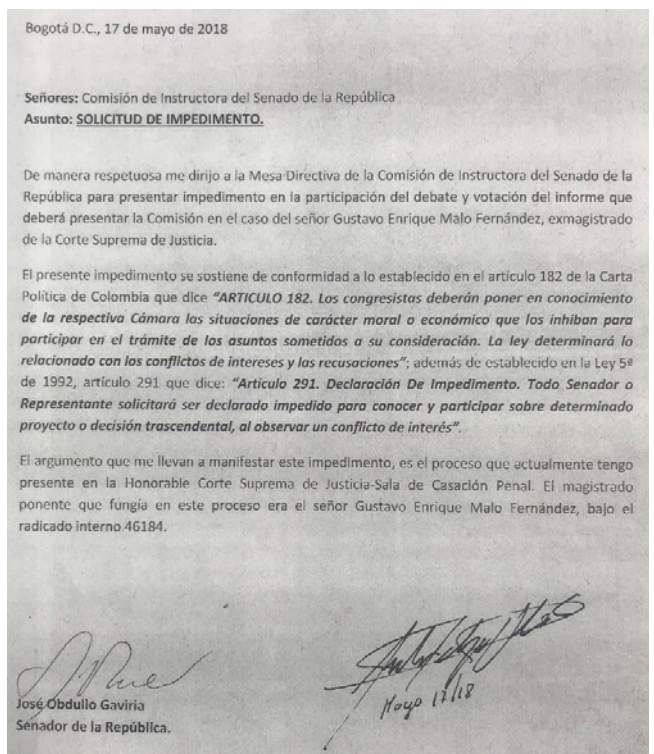 Bogotá D.C., 17 de mayo de 2018
Señores: Comisión de Instructora del Senado de la República
Asunto: SOLICITUD DE IMPEDIMENTO.
De manera respetuosa me dirijo a la Mesa Directiva de la Comisión de Instructora del Senado de la
República para presentar impedimento en la participación del debate y votación del informe que
deberá presentar la Comisión en el caso del señor Gustavo Enrique Malo Fernández, exmagistrado
de la Corte Suprema de Justicia.
El presente impedimento se sostiene de conformidad a lo establecido en el artículo 182 de la Carta
Política de Colombia que dice "ARTICULO 182. Los congresistas deberán poner en conocimiento
de la respectiva Cámara las situaciones de carácter moral o económico que los inhiban para
participar en el trámite de los asuntos sometidos a su consideración. La ley determinará lo
relacionado con los conflictos de intereses y las recusaciones"; además de establecido en la Ley 5ª
de 1992, artículo 291 que dice: "Artículo 291. Declaración De Impedimento. Todo Senador o
Representante solicitará ser declarado impedido para conocer y participar sobre determinado
proyecto o decisión trascendental, al observar un conflicto de interés".
El argumento que me llevan a manifestar este impedimento, es el proceso que actualmente tengo
presente en la Honorable Corte Suprema de Justicia-Sala de Casación Penal. El magistrado
ponente que fungía en este proceso era el señor Gustavo Enrique Malo Fernández, bajo el
radicado interno 46184.
Mayo 17/18
José Obdulio Gaviria
Senador de la República.